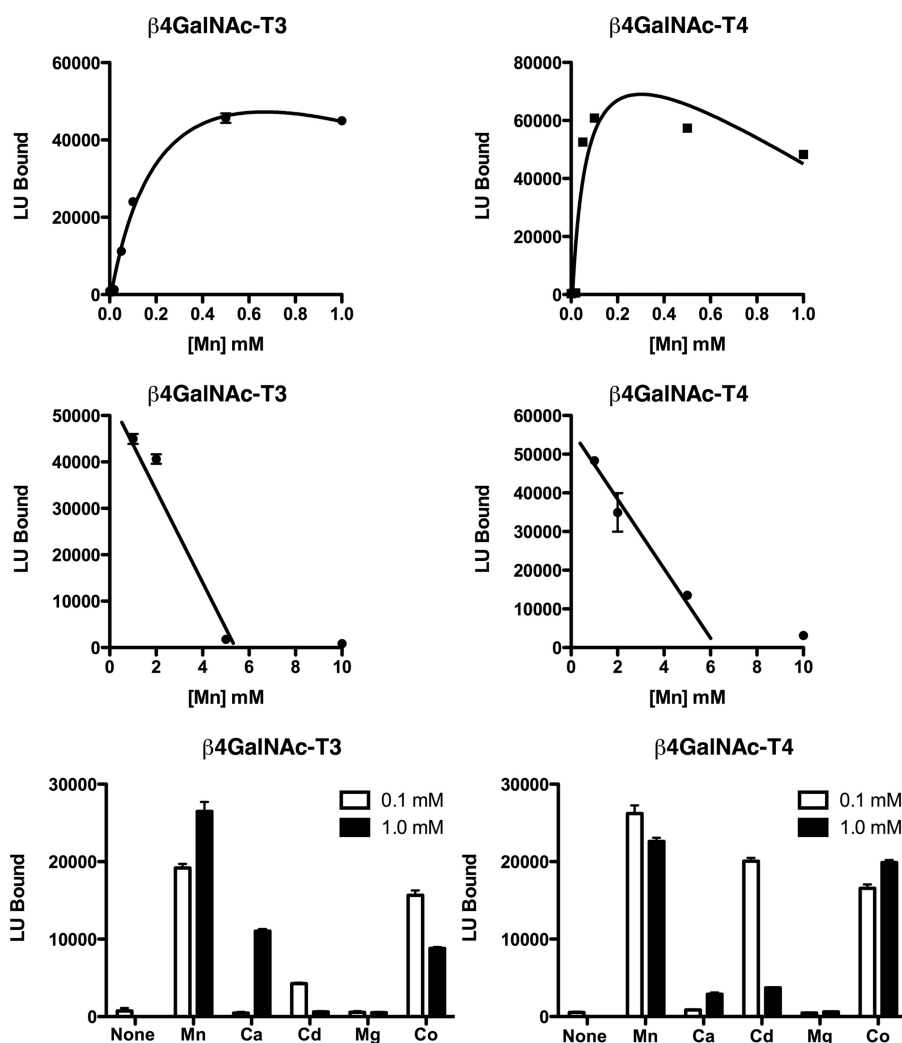 β4GalNAc-T3
β4GalNAc-T4
60000
40000
20000
0
LU Bound
0.0 0.2 0.4 0.6 0.8 1.0
[Mn] mM
80000
60000
40000
20000
0
LU Bound
0.0 0.2 0.4 0.6 0.8 1.0
[Mn] mM
β4GalNAc-T3
β4GalNAc-T4
50000
40000
30000
20000
10000
0
LU Bound
0 2 4 6 8 10
[Mn] mM
60000
50000
40000
30000
20000
10000
0
LU Bound
0 2 4 6 8 10
[Mn] mM
β4GalNAc-T3
β4GalNAc-T4
30000
20000
10000
0
LU Bound
0.1 mM
1.0 mM
None Mn Ca Cd Mg Co
30000
20000
10000
0
LU Bound
0.1 mM
1.0 mM
None Mn Ca Cd Mg Co